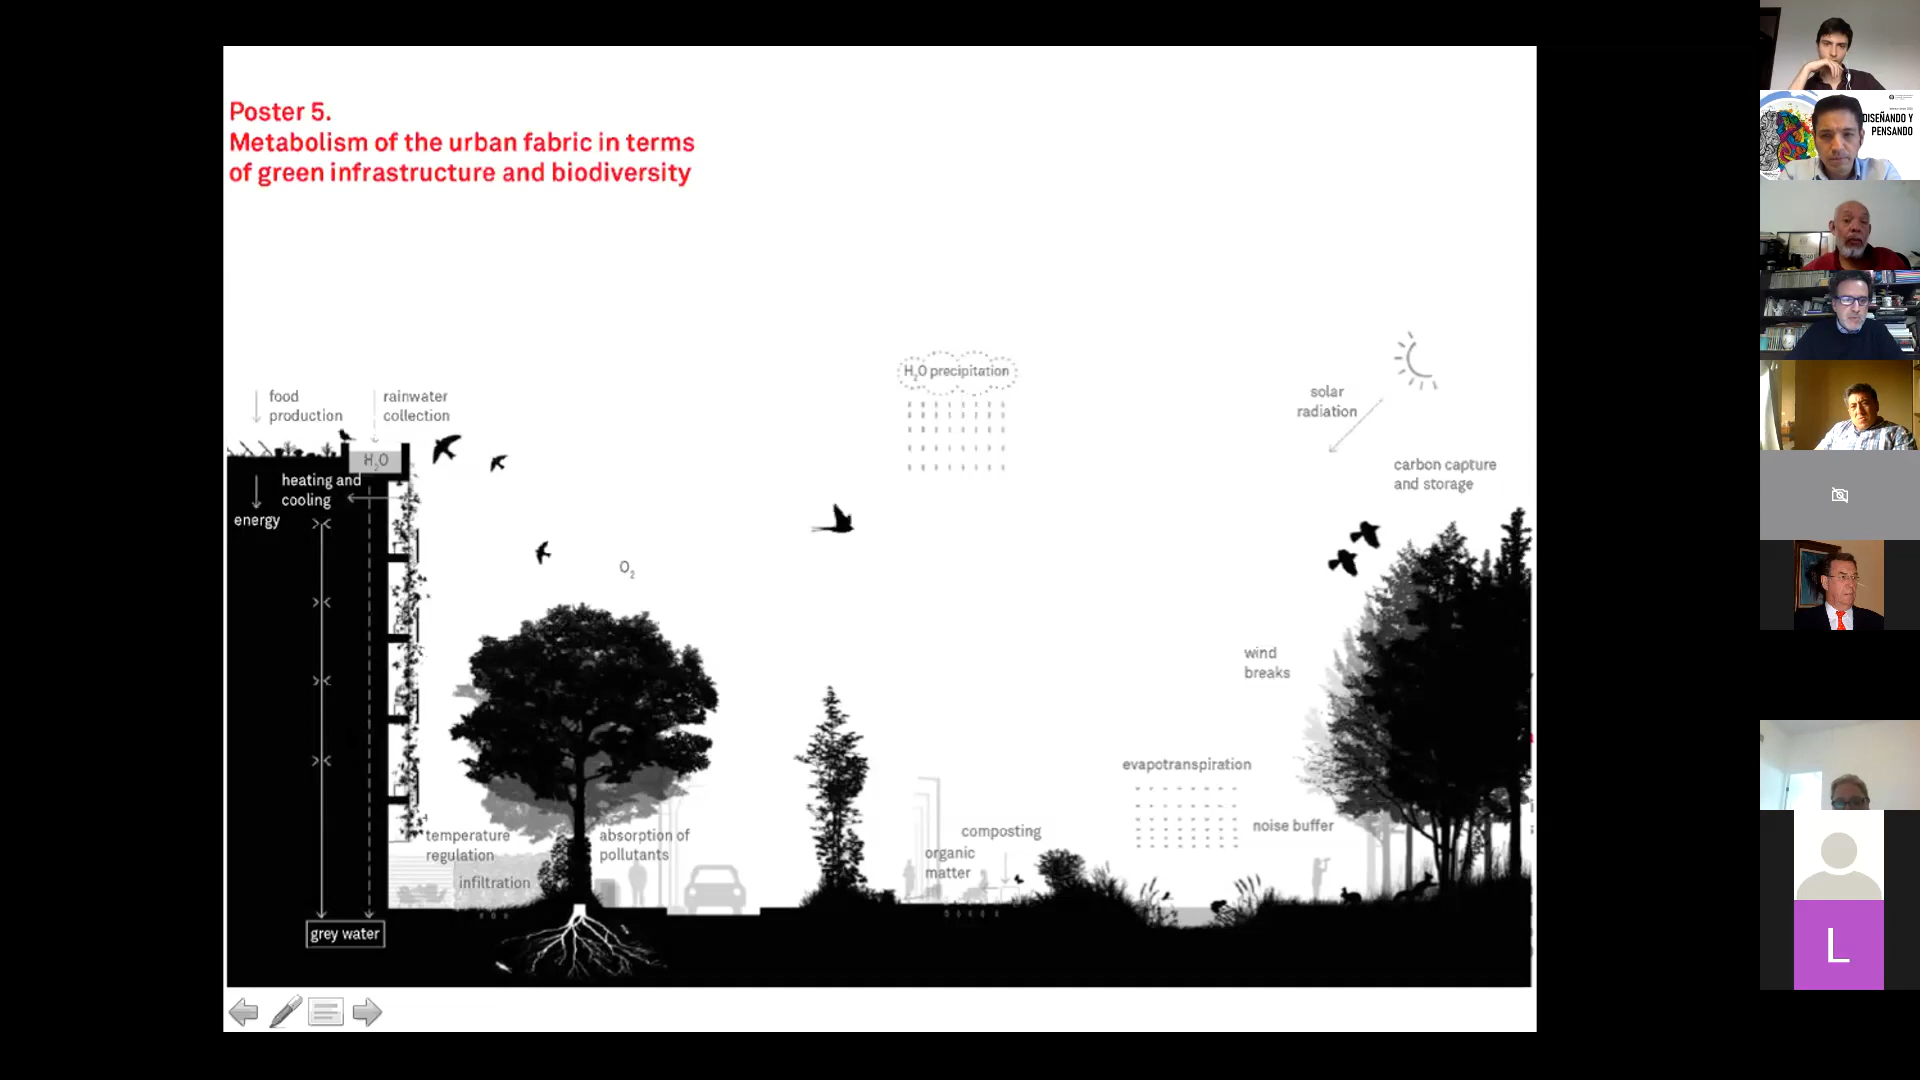 Poster 5.
Metabolism of the urban fabric in terms
of green infrastructure and biodiversity
food
production
rainwater
collection
H2O
heating and
cooling
energy
grey water
O2
H2O precipitation
solar
radiation
carbon capture
and storage
wind
breaks
evapotranspiration
noise buffer
composting
organic
matter
temperature
regulation
infiltration
absorption of
pollutants
DISEÑANDO Y
PENSANDO
L